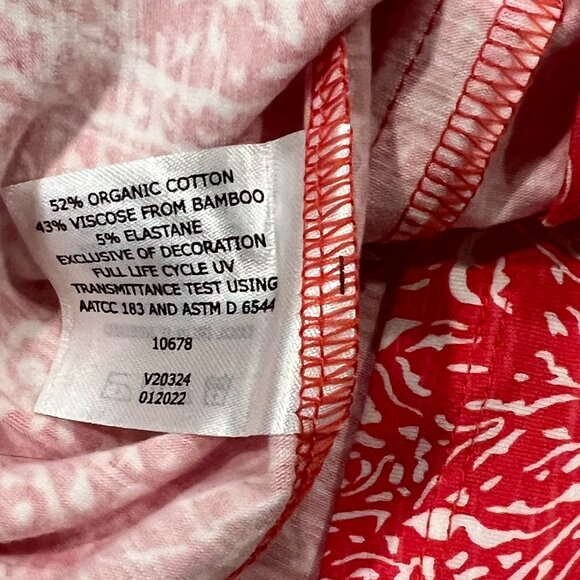 52% ORGANIC COTTON
43% VISCOSE FROM BAMBOO
5% ELASTANE
EXCLUSIVE OF DECORATION
FULL LIFE CYCLE UV
TRANSMITTANCE TEST USING
AATCC 183 AND ASTM D 6544
10678
V20324
012022